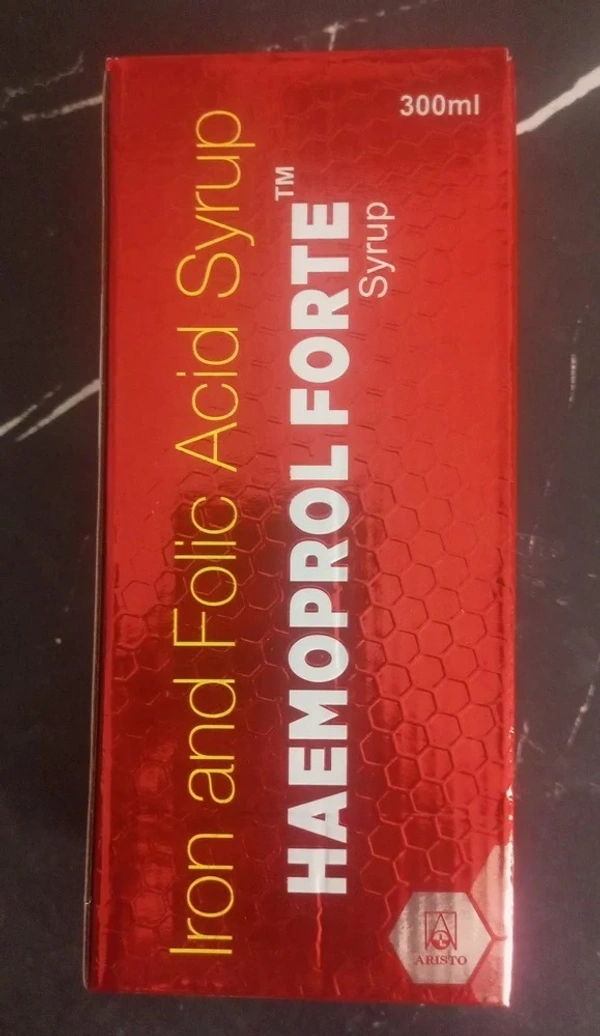 300ml
Iron and Folic Acid Syrup
HAEMOPROL FORTE™
Syrup
ARISTO